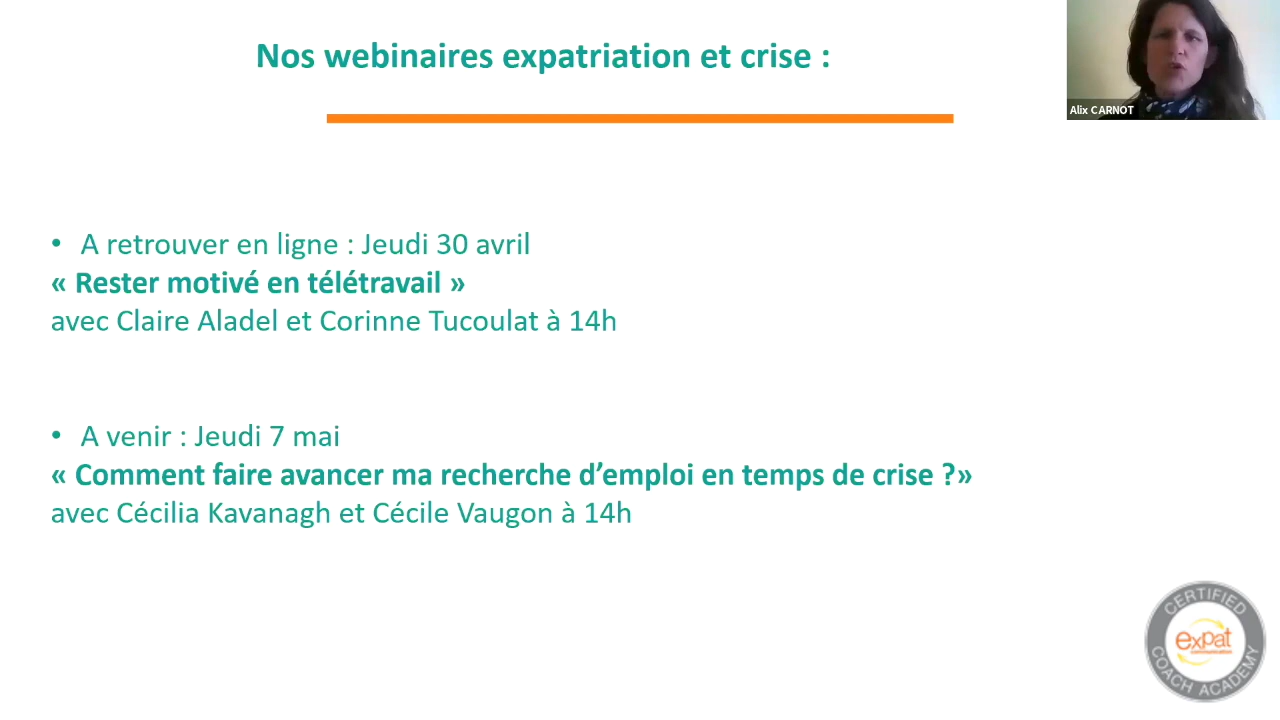 Nos webinaires expatriation et crise :
Alix CARNOT
• A retrouver en ligne : Jeudi 30 avril
« Rester motivé en télétravail »
avec Claire Aladel et Corinne Tucoulat à 14h
• A venir : Jeudi 7 mai
« Comment faire avancer ma recherche d’emploi en temps de crise ?»
avec Cécilia Kavanagh et Cécile Vaugon à 14h
CERTIFIED
expat
communication
COACH ACADEMY